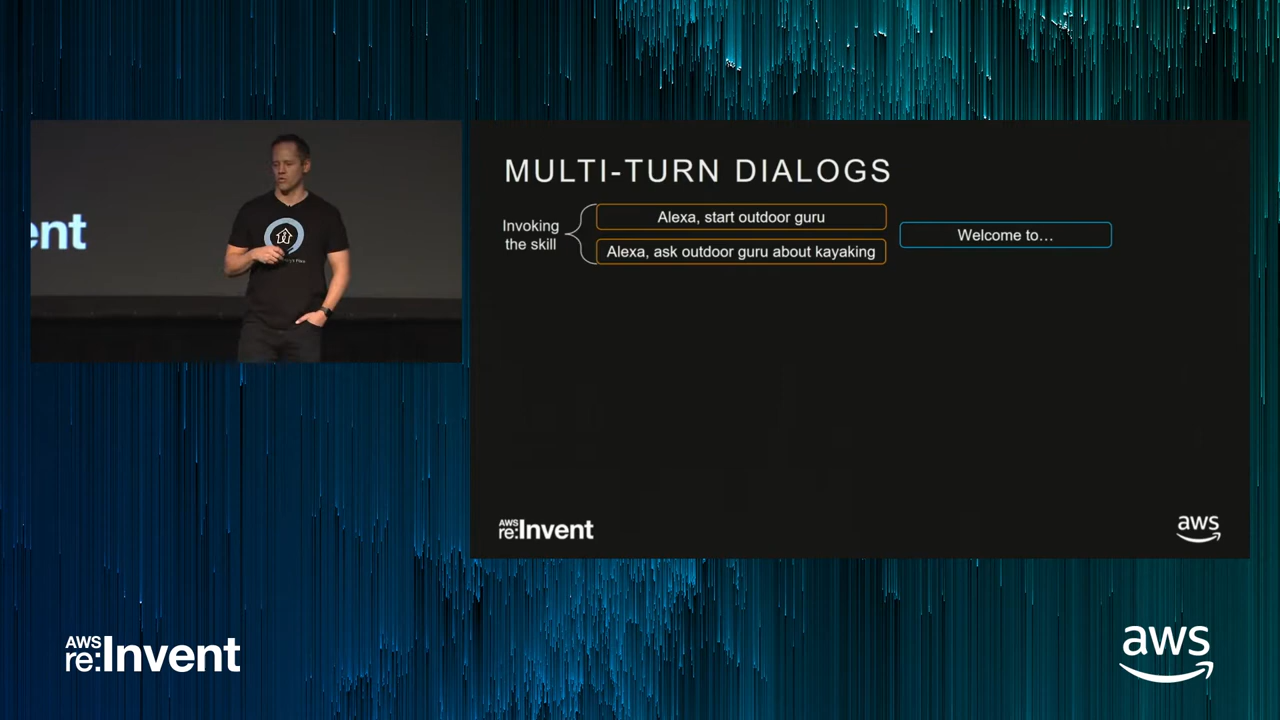 ent
MULTI-TURN DIALOGS
Invoking
the skill
Alexa, start outdoor guru
Alexa, ask outdoor guru about kayaking
Welcome to…
AWS
re:Invent
aws
AWS
re:Invent
aws